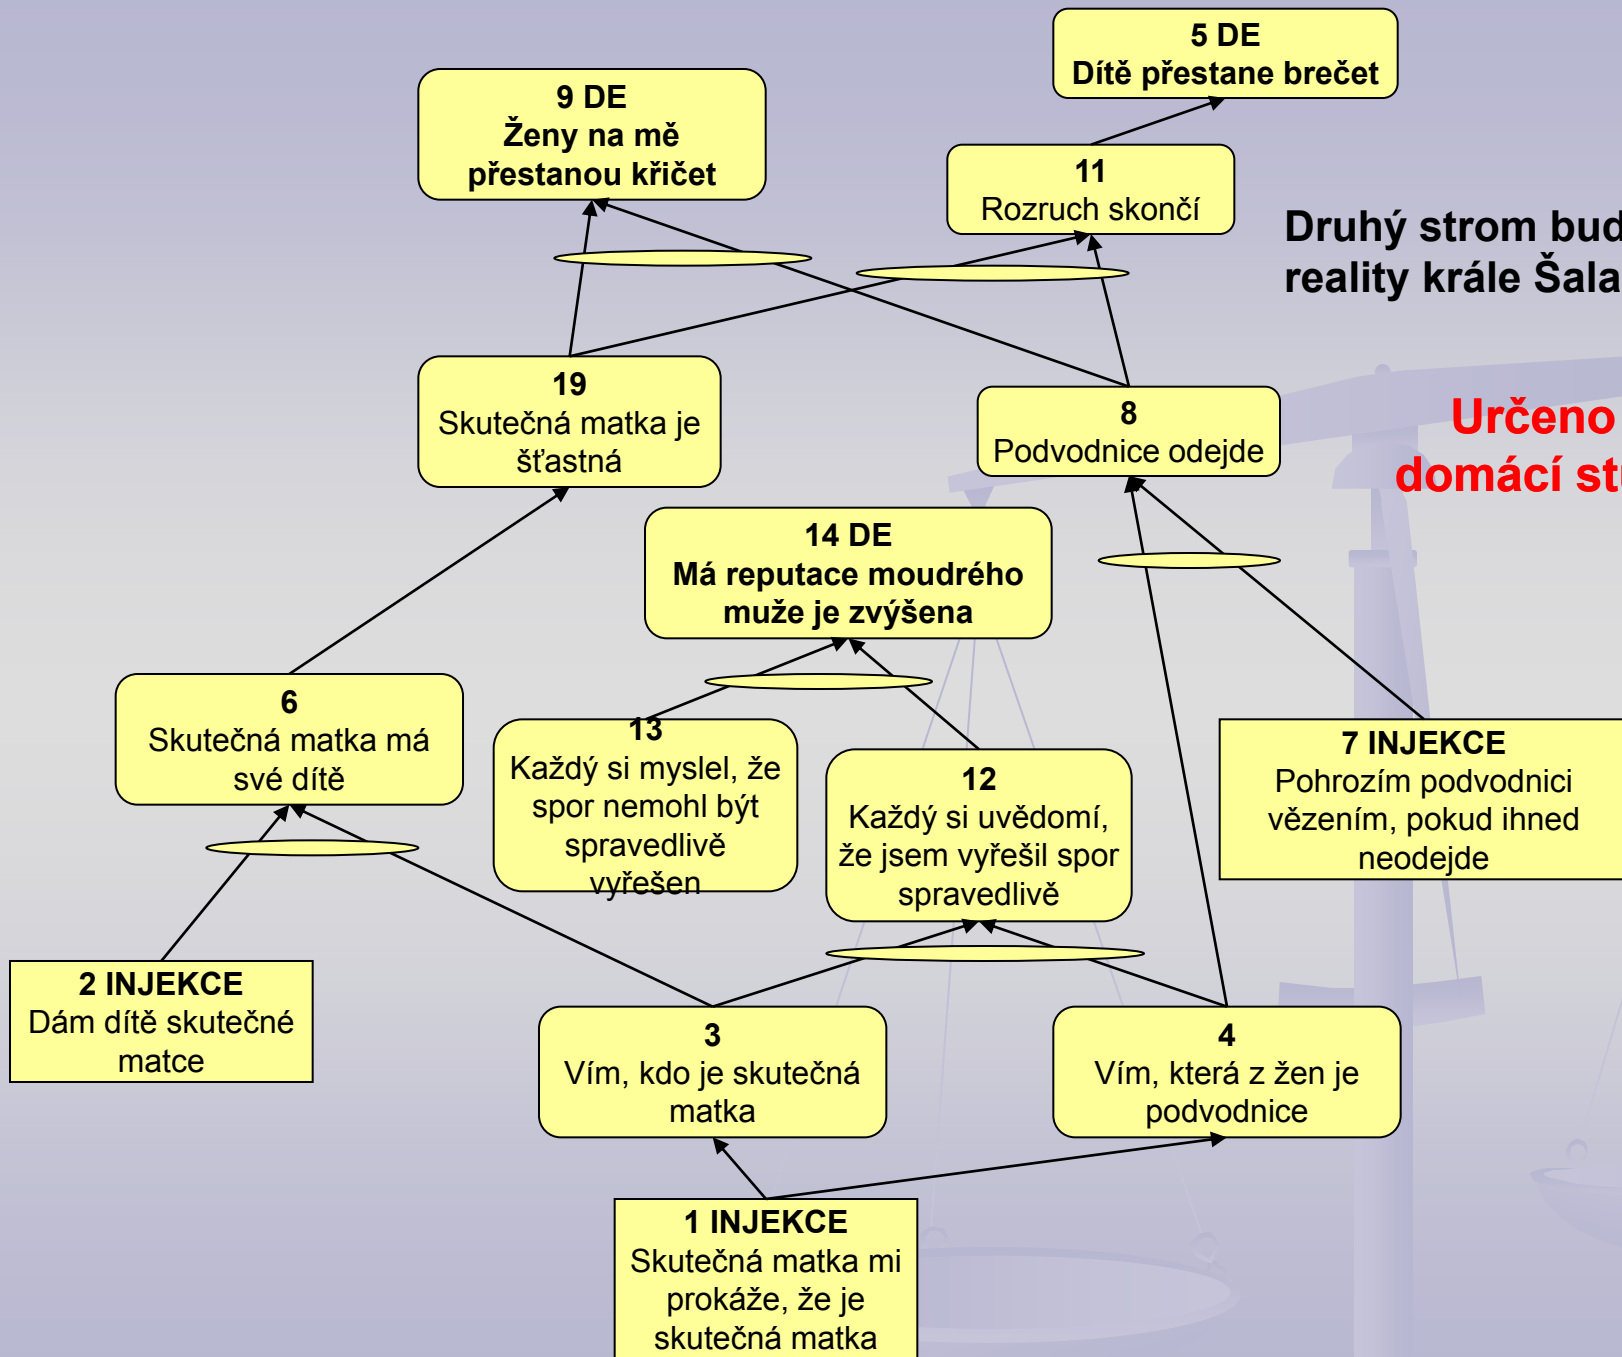 5 DE
Dítě přestane brečet
9 DE
Ženy na mě
přestanou křičet
11
Rozruch skončí
Druhý strom
reality krále
19
Skutečná matka je
šťastná
8
Podvodnice odejde
Určeno
domácí
14 DE
Má reputace moudrého
muže je zvýšena
6
Skutečná matka má
své dítě
13
Každý si myslel, že
spor nemohl být
spravedlivě
vyřešen
12
Každý si uvědomí,
že jsem vyřešil spor
spravedlivě
7 INJEKCE
Pohrozím podvodnici
vězením, pokud ihned
neodejde
2 INJEKCE
Dám dítě skutečné
matce
3
Vím, kdo je skutečná
matka
4
Vím, která z žen je
podvodnice
1 INJEKCE
Skutečná matka mi
prokáže, že je
skutečná matka